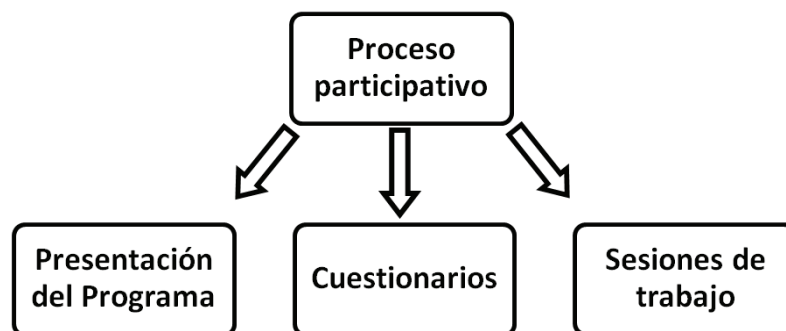 Proceso
participativo
Presentación
del Programa
Cuestionarios
Sesiones de
trabajo